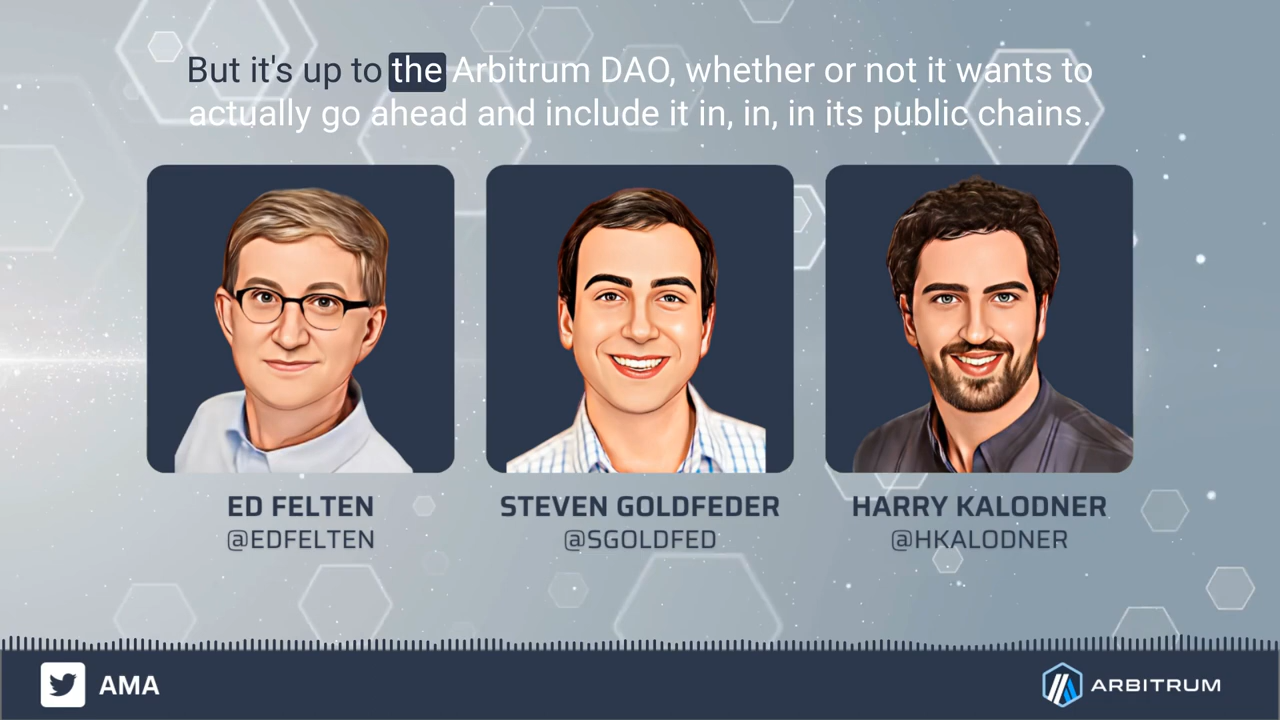 But it's up to the Arbitrum DAO, whether or not it wants to
actually go ahead and include it in, in, in its public chains.
ED FELTEN
@EDFELTEN
STEVEN GOLDFEDER
@SGOLDFED
HARRY KALODNER
@HKALODNER
AMA
ARBITRUM